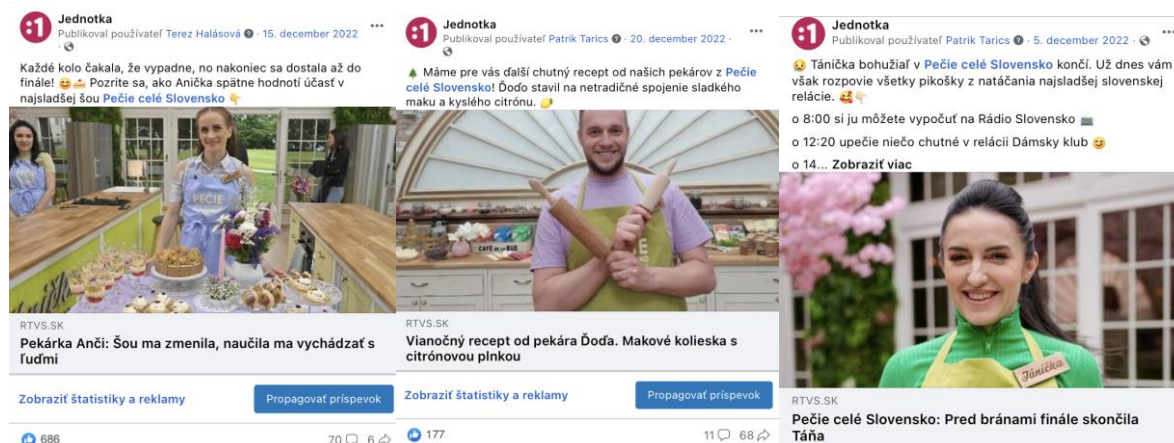 :1
Jednotka
Publikoval používateľ Terez Halásová · 15. december 2022
·
Každé kolo čakala, že vypadne, no nakoniec sa dostala až do
finále! 😄🍰 Pozrite sa, ako Anička spätne hodnotí účasť v
najsladšej šou Pečie celé Slovensko 👇
PEČIE
RTVS.SK
Pekárka Anči: Šou ma zmenila, naučila ma vychádzať s
ľuďmi
Zobraziť štatistiky a reklamy
Propagovať príspevok
686
70 6
:1
Jednotka
Publikoval používateľ Patrik Tarics · 20. december 2022 ·
🎄 Máme pre vás ďalší chutný recept od našich pekárov z Pečie
celé Slovensko! Ďoďo stavil na netradičné spojenie sladkého
maku a kyslého citrónu. 🍋
CAFÉ DE LA RUE
RTVS.SK
Vianočný recept od pekára Ďoďa. Makové kolieska s
citrónovou plnkou
Zobraziť štatistiky a reklamy
Propagovať príspevok
177
11 68
:1
Jednotka
Publikoval používateľ Patrik Tarics · 5. december 2022 ·
😥 Tánička bohužiaľ v Pečie celé Slovensko končí. Už dnes vám
však rozpovie všetky pikošky z natáčania najsladšej slovenskej
relácie. 🥰👇🏻
o 8:00 si ju môžete vypočuť na Rádio Slovensko 📻
o 12:20 upečie niečo chutné v relácii Dámsky klub 😋
o 14... Zobraziť viac
Tánička
RTVS.SK
Pečie celé Slovensko: Pred bránami finále skončila
Táňa